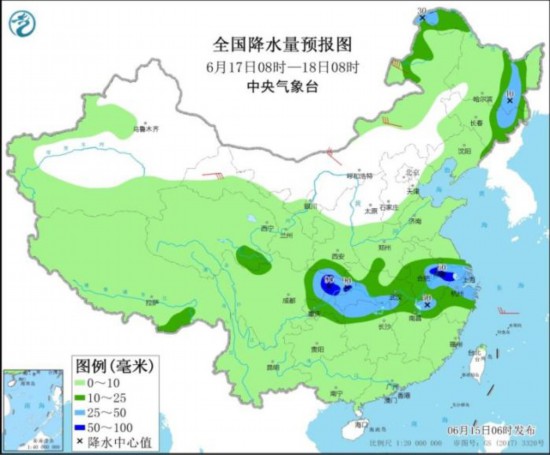 全国降水量预报图
6月17日08时—18日08时
中央气象台
乌鲁木齐
哈尔滨
长春
沈阳
呼和浩特
北京
天津
石家庄
太原
银川
济南
西宁
兰州
西安
郑州
拉萨
成都
重庆
武汉
合肥
上海
杭州
南昌
长沙
贵阳
福州
昆明
台北
南宁
广州
香港
澳门
海口
图例(毫米)
0～10
10～25
25～50
50～100
降水中心值
06月15日06时发布
比例尺 1:20 000 000
审图号: GS (2017) 3320号